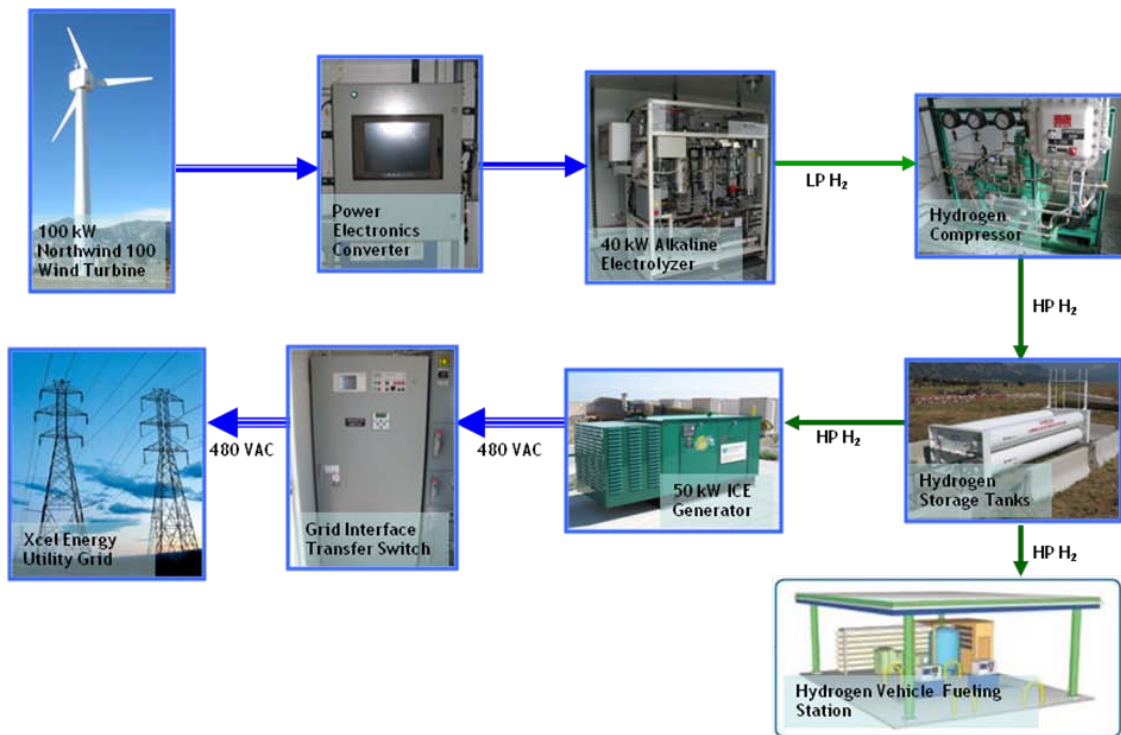 100 kW
Northwind 100
Wind Turbine
Power
Electronics
Converter
40 kW Alkaline
Electrolyzer
LP H₂
Hydrogen
Compressor
HP H₂
Xcel Energy
Utility Grid
480 VAC
Grid Interface
Transfer Switch
480 VAC
50 kW ICE
Generator
HP H₂
Hydrogen
Storage Tanks
HP H₂
Hydrogen Vehicle Fueling
Station